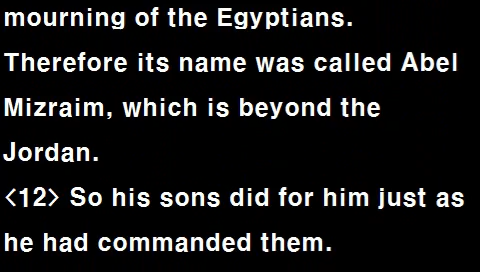 mourning of the Egyptians.
Therefore its name was called Abel
Mizraim, which is beyond the
Jordan.
<12> So his sons did for him just as
he had commanded them.